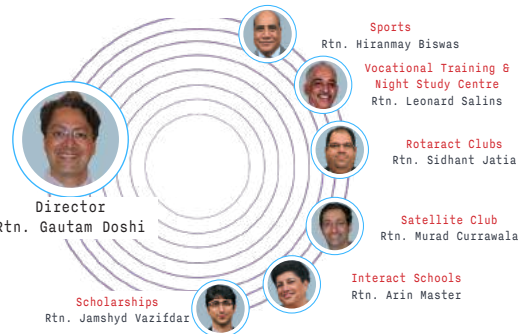 Sports
Rtn. Hiranmay Biswas
Vocational Training &
Night Study Centre
Rtn. Leonard Salins
Rotaract Clubs
Rtn. Sidhant Jatia
Director
Rtn. Gautam Doshi
Satellite Club
Rtn. Murad Currawala
Interact Schools
Rtn. Arin Master
Scholarships
Rtn. Jamshyd Vazifdar